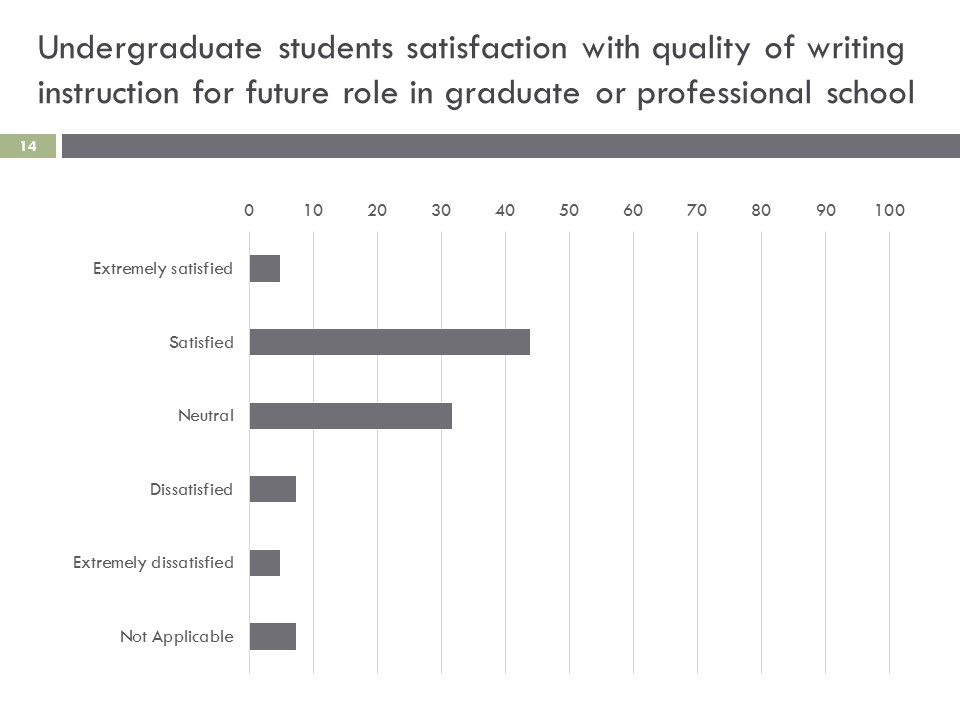 Undergraduate students satisfaction with quality of writing
instruction for future role in graduate or professional school
14
0 10 20 30 40 50 60 70 80 90 100
Extremely satisfied
Satisfied
Neutral
Dissatisfied
Extremely dissatisfied
Not Applicable